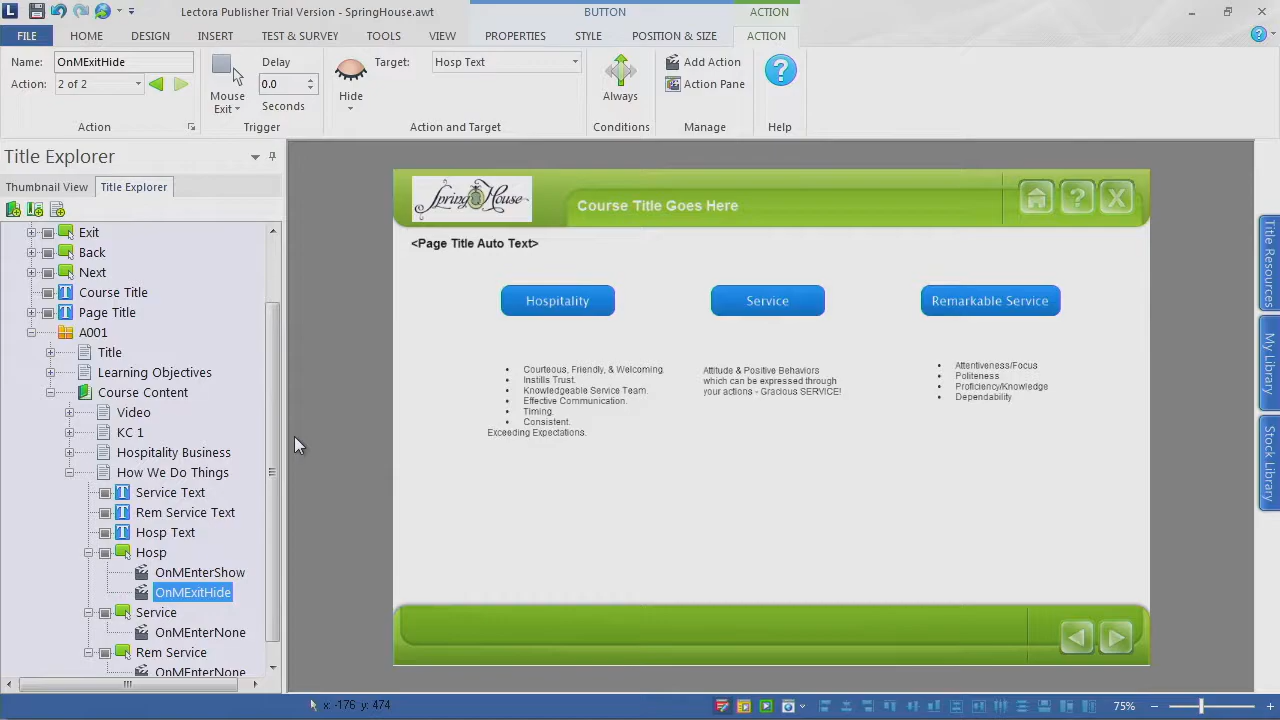 Lectora Publisher Trial Version - SpringHouse.awt
BUTTON
ACTION
FILE
HOME
DESIGN
INSERT
TEST & SURVEY
TOOLS
VIEW
PROPERTIES
STYLE
POSITION & SIZE
ACTION
Name: OnMExitHide
Action: 2 of 2
Action
Mouse
Exit
Delay
0.0
Seconds
Trigger
Hide
Target: Hosp Text
Action and Target
Always
Conditions
Add Action
Action Pane
Manage
Help
Title Explorer
Thumbnail View
Title Explorer
Exit
Back
Next
Course Title
Page Title
A001
Title
Learning Objectives
Course Content
Video
KC 1
Hospitality Business
How We Do Things
Service Text
Rem Service Text
Hosp Text
Hosp
OnMEnterShow
OnMExitHide
Service
OnMEnterNone
Rem Service
OnMEnterNone
Spring House
Course Title Goes Here
? X
<Page Title Auto Text>
Hospitality
Service
Remarkable Service
• Courteous, Friendly, & Welcoming.
• Instills Trust.
• Knowledgeable Service Team.
• Effective Communication.
• Timing.
• Consistent.
Exceeding Expectations.
Attitude & Positive Behaviors
which can be expressed through
your actions - Gracious SERVICE!
• Attentiveness/Focus
• Politeness
• Proficiency/Knowledge
• Dependability
Title Resources
My Library
Stock Library
x: -176 y: 474
75%